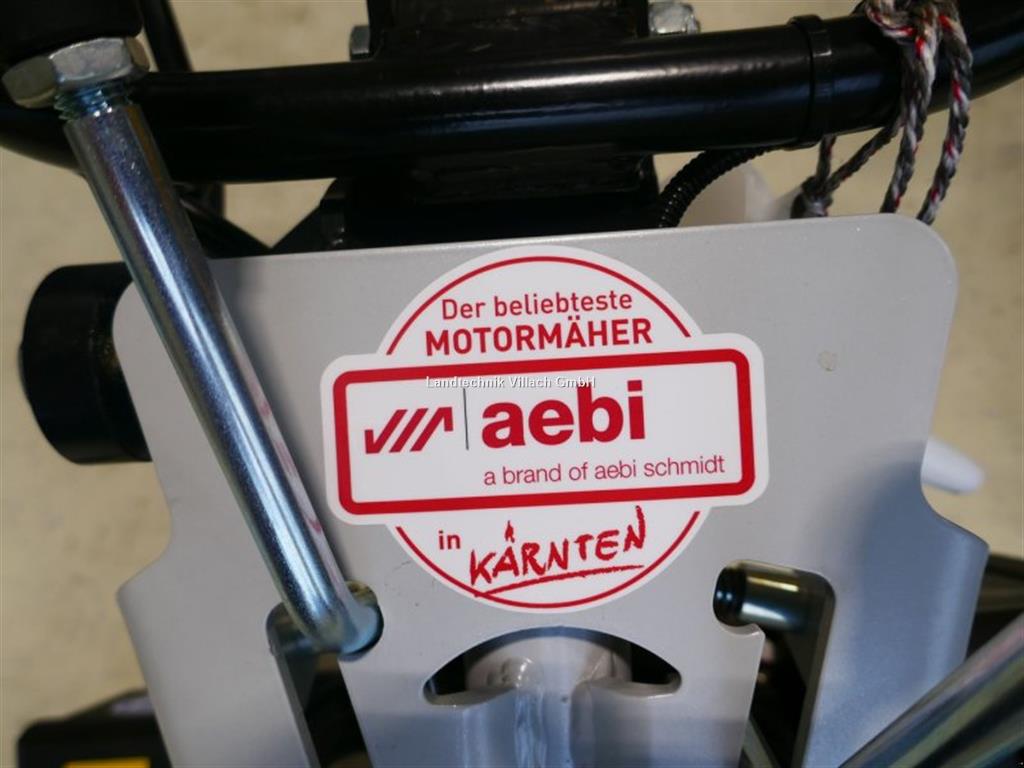 Der beliebteste
MOTORMÄHER
Landtechnik Villach GmbH
aebi
a brand of aebi schmidt
in KÄRNTEN